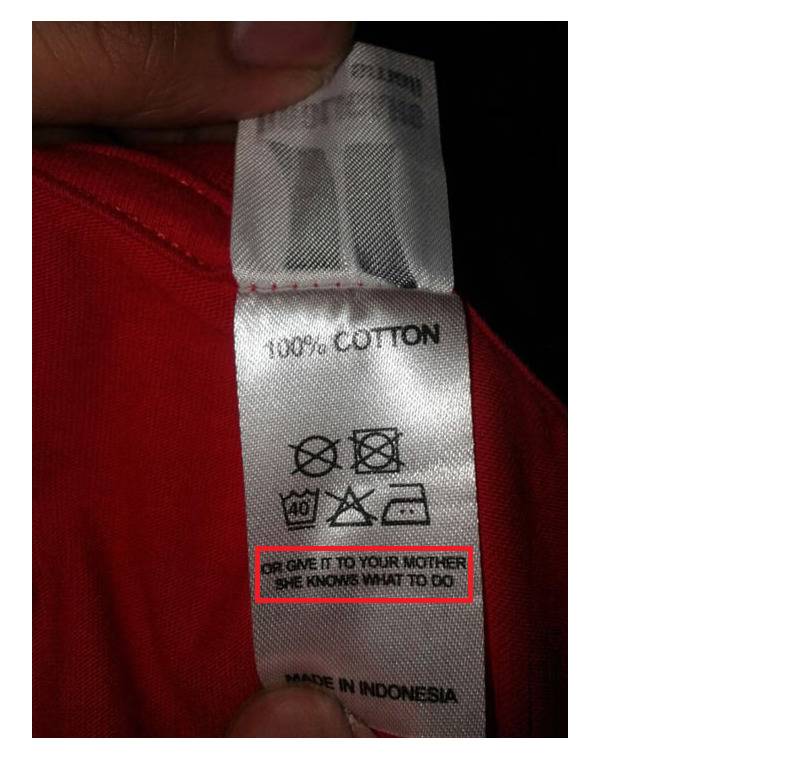 100% COTTON
40
OR GIVE IT TO YOUR MOTHER
SHE KNOWS WHAT TO DO
MADE IN INDONESIA